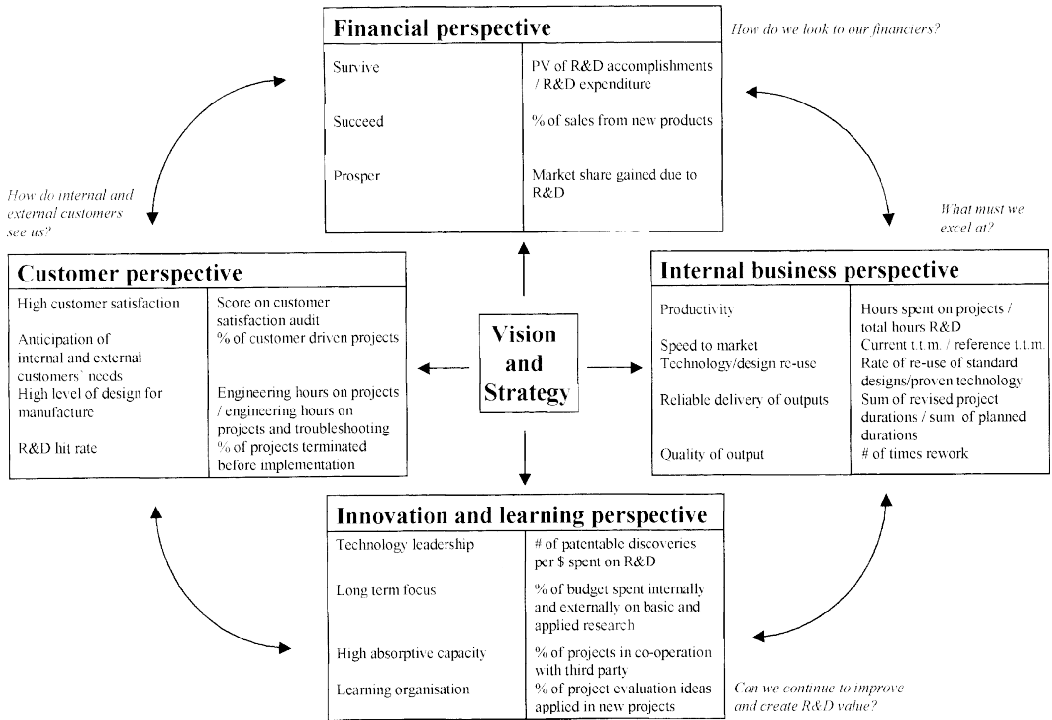 Financial perspective
How do we look to our financiers?
Survive
PV of R&D accomplishments
/ R&D expenditure
Succeed
% of sales from new products
Prosper
Market share gained due to
R&D
How do internal and
external customers
see us?
What must we
excel at?
Customer perspective
High customer satisfaction
Score on customer
satisfaction audit
Anticipation of
internal and external
customers' needs
% of customer driven projects
High level of design for
manufacture
Engineering hours on projects
/ engineering hours on
projects and troubleshooting
R&D hit rate
% of projects terminated
before implementation
Vision
and
Strategy
Internal business perspective
Productivity
Hours spent on projects /
total hours R&D
Speed to market
Current t.t.m. / reference t.t.m.
Technology/design re-use
Rate of re-use of standard
designs/proven technology
Reliable delivery of outputs
Sum of revised project
durations / sum of planned
durations
Quality of output
# of times rework
Innovation and learning perspective
Technology leadership
# of patentable discoveries
per $ spent on R&D
Long term focus
% of budget spent internally
and externally on basic and
applied research
High absorptive capacity
% of projects in co-operation
with third party
Learning organisation
% of project evaluation ideas
applied in new projects
Can we continue to improve
and create R&D value?